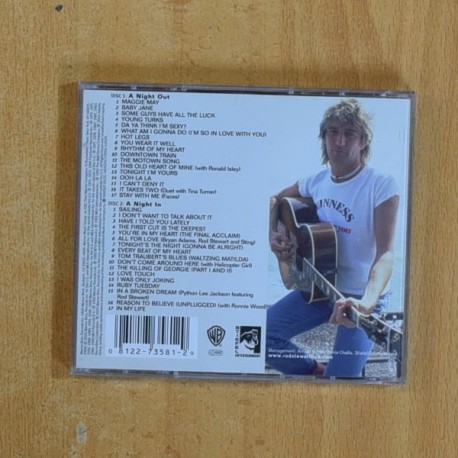 DISC 1: A Night Out
1 MAGGIE MAY
2 BABY JANE
3 SOME GUYS HAVE ALL THE LUCK
4 YOUNG TURKS
5 DA YA THINK I'M SEXY?
6 WHAT AM I GONNA DO (I'M SO IN LOVE WITH YOU)
7 HOT LEGS
8 YOU WEAR IT WELL
9 RHYTHM OF MY HEART
10 DOWNTOWN TRAIN
11 THE MOTOWN SONG
12 THIS OLD HEART OF MINE (with Ronald Isley)
13 TONIGHT I'M YOURS
14 OOH LA LA
15 I CAN'T DENY IT
16 IT TAKES TWO (Duet with Tina Turner)
17 STAY WITH ME (Faces)
DISC 2: A Night In
1 SAILING
2 I DON'T WANT TO TALK ABOUT IT
3 HAVE I TOLD YOU LATELY
4 THE FIRST CUT IS THE DEEPEST
5 YOU'RE IN MY HEART (THE FINAL ACCLAIM)
6 ALL FOR LOVE (Bryan Adams, Rod Stewart and Sting)
7 TONIGHT'S THE NIGHT (GONNA BE ALRIGHT)
8 EVERY BEAT OF MY HEART
9 TOM TRAUBERT'S BLUES (WALTZING MATILDA)
10 DON'T COME AROUND HERE (with Helicopter Girl)
11 THE KILLING OF GEORGIE (PART I AND II)
12 LOVE TOUCH
13 I WAS ONLY JOKING
14 RUBY TUESDAY
15 IN A BROKEN DREAM (Python Lee Jackson featuring
Rod Stewart)
16 REASON TO BELIEVE (UNPLUGGED) (with Ronnie Wood)
17 IN MY LIFE
GUINNESS
0 8122-73581-2
ENTERTAINMENT
Management: